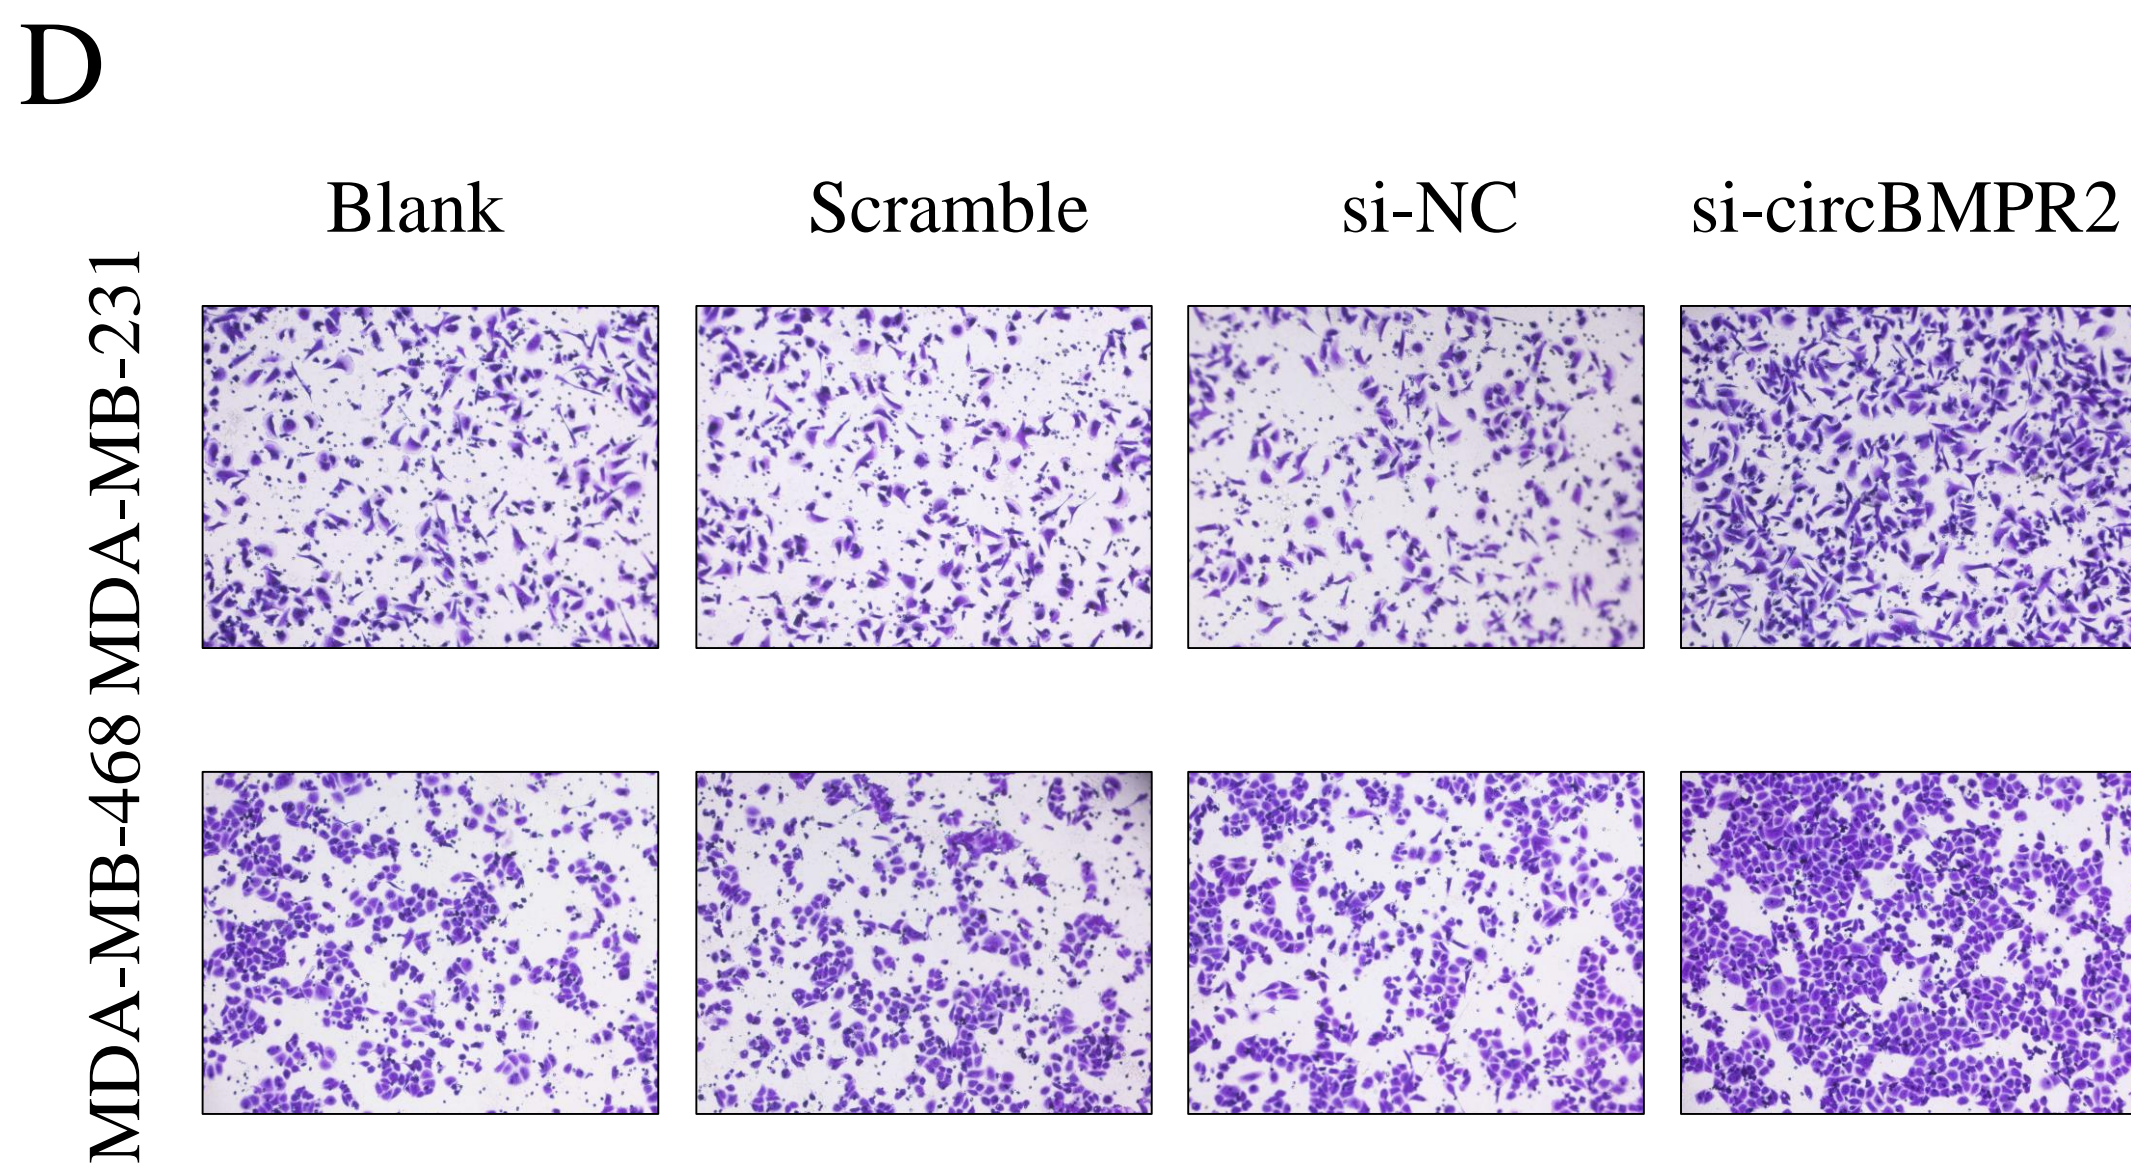 D
Blank
Scramble
si-NC
si-circBMPR2
MDA-MB-231
MDA-MB-468